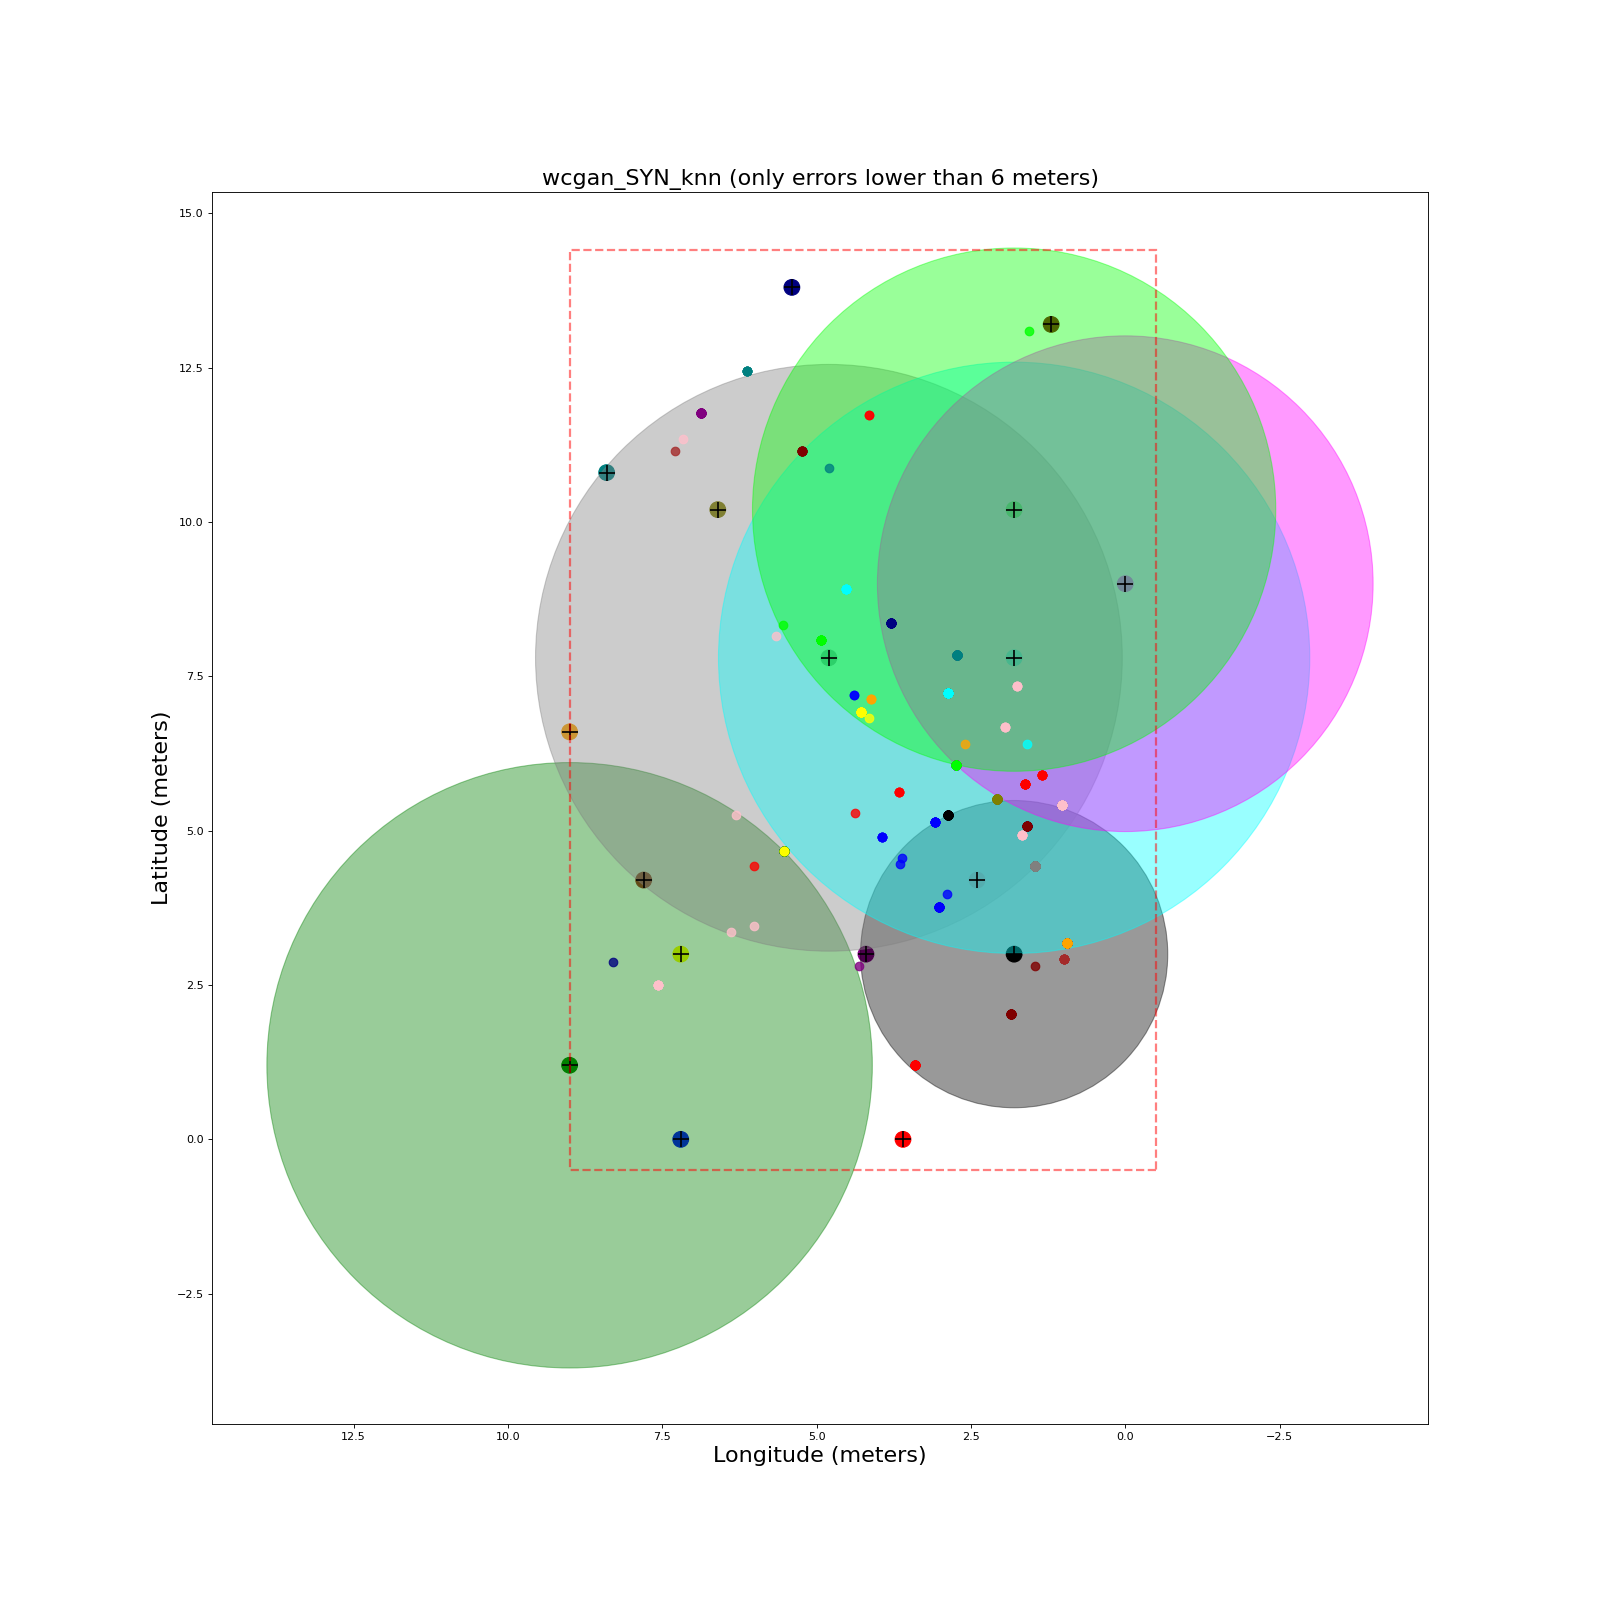 wcgan_SYN_knn (only errors lower than 6 meters)
15.0
12.5
10.0
7.5
5.0
2.5
0.0
−2.5
Latitude (meters)
12.5 10.0 7.5 5.0 2.5 0.0 −2.5
Longitude (meters)